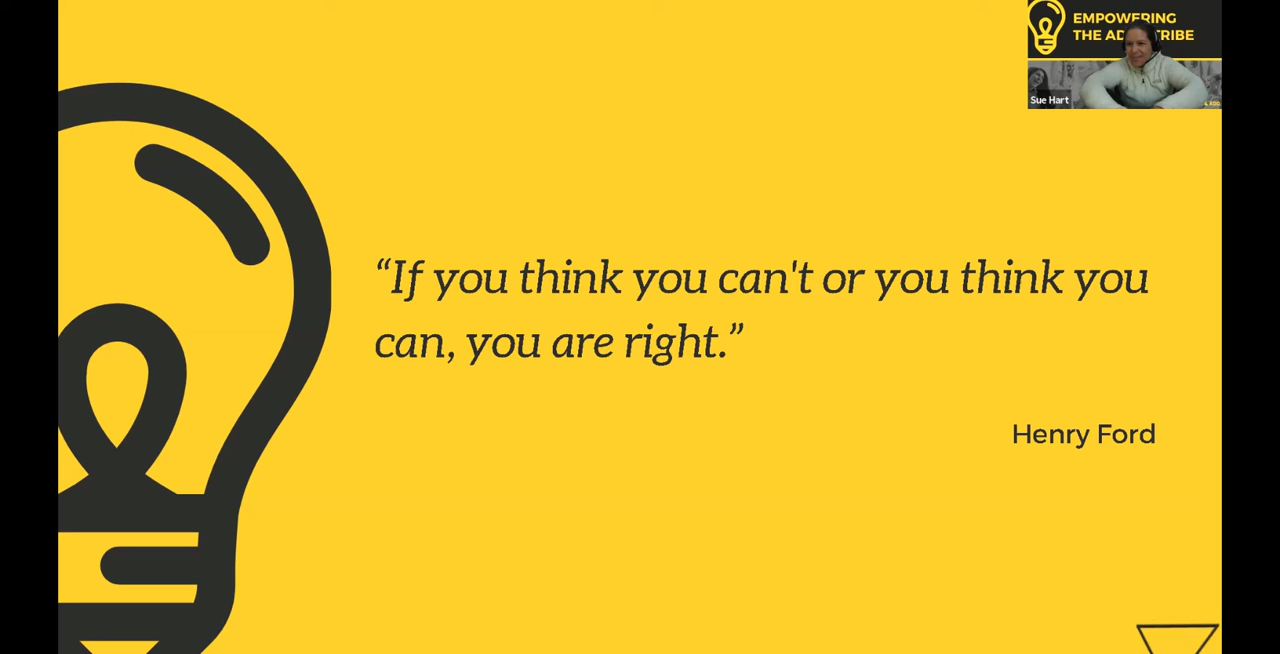 EMPOWERING
THE AD TRIBE
Sue Hart
“If you think you can't or you think you
can, you are right.”
Henry Ford